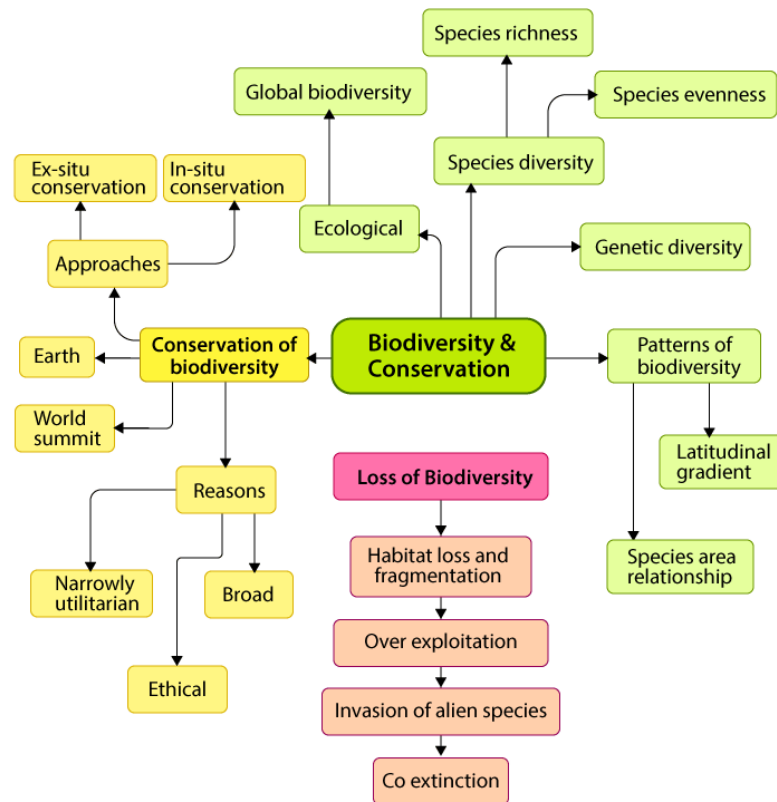 Species richness
Global biodiversity
Species evenness
Species diversity
Ex-situ
conservation
In-situ
conservation
Ecological
Genetic diversity
Approaches
Earth
Conservation of
biodiversity
Biodiversity &
Conservation
Patterns of
biodiversity
World
summit
Latitudinal
gradient
Reasons
Loss of Biodiversity
Habitat loss and
fragmentation
Species area
relationship
Narrowly
utilitarian
Broad
Over exploitation
Ethical
Invasion of alien species
Co extinction